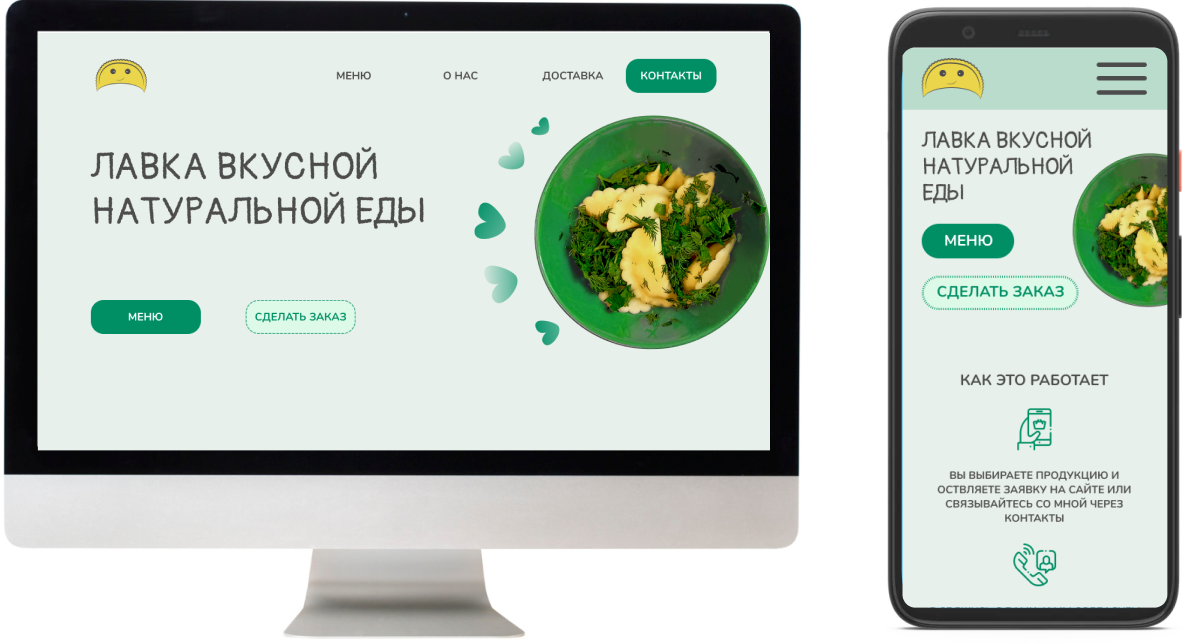 МЕНЮ
О НАС
ДОСТАВКА
КОНТАКТЫ
ЛАВКА ВКУСНОЙ
НАТУРАЛЬНОЙ ЕДЫ
МЕНЮ
СДЕЛАТЬ ЗАКАЗ
ЛАВКА ВКУСНОЙ
НАТУРАЛЬНОЙ
ЕДЫ
МЕНЮ
СДЕЛАТЬ ЗАКАЗ
КАК ЭТО РАБОТАЕТ
ВЫ ВЫБИРАЕТЕ ПРОДУКЦИЮ И
ОСТВЛЯЕТЕ ЗАЯВКУ НА САЙТЕ ИЛИ
СВЯЗЫВАЙТЕСЬ СО МНОЙ ЧЕРЕЗ
КОНТАКТЫ